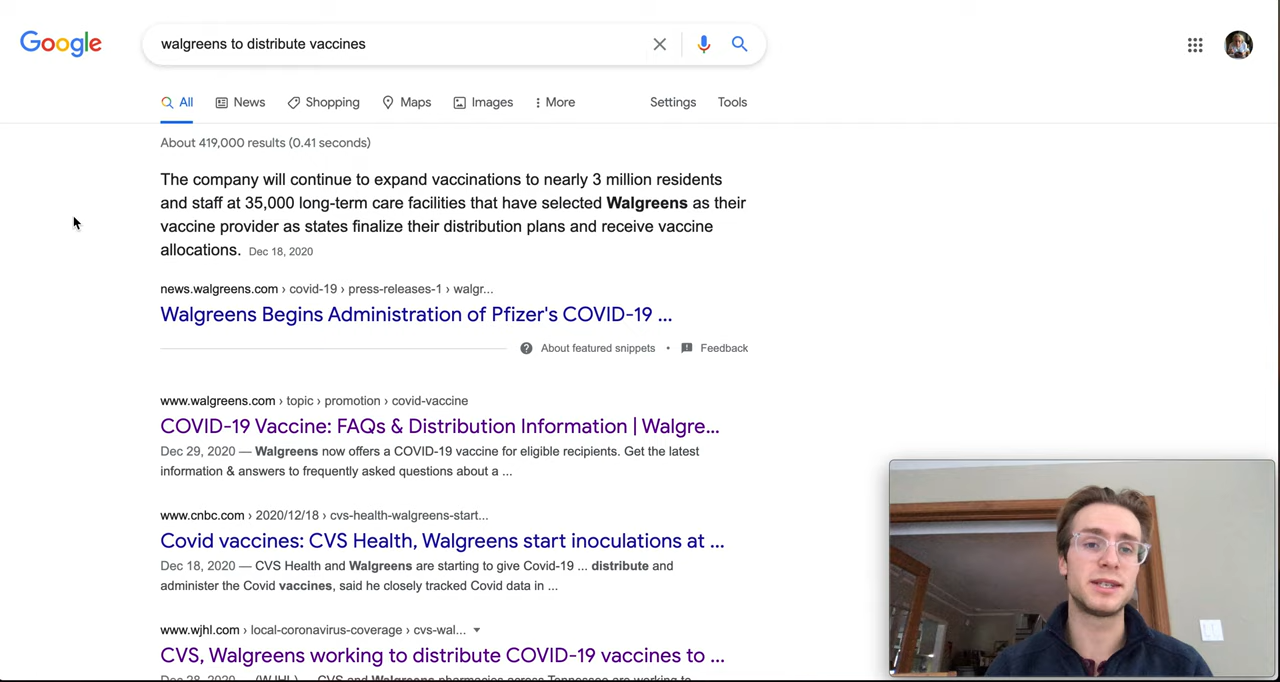 Google
walgreens to distribute vaccines
All News Shopping Maps Images More Settings Tools
About 419,000 results (0.41 seconds)
The company will continue to expand vaccinations to nearly 3 million residents
and staff at 35,000 long-term care facilities that have selected Walgreens as their
vaccine provider as states finalize their distribution plans and receive vaccine
allocations. Dec 18, 2020
news.walgreens.com › covid-19 › press-releases-1 › walgr...
Walgreens Begins Administration of Pfizer's COVID-19 ...
About featured snippets • Feedback
www.walgreens.com › topic › promotion › covid-vaccine
COVID-19 Vaccine: FAQs & Distribution Information | Walgre...
Dec 29, 2020 — Walgreens now offers a COVID-19 vaccine for eligible recipients. Get the latest
information & answers to frequently asked questions about a ...
www.cnbc.com › 2020/12/18 › cvs-health-walgreens-start...
Covid vaccines: CVS Health, Walgreens start inoculations at ...
Dec 18, 2020 — CVS Health and Walgreens are starting to give Covid-19 ... distribute and
administer the Covid vaccines, said he closely tracked Covid data in ...
www.wjhl.com › local-coronavirus-coverage › cvs-wal...
CVS, Walgreens working to distribute COVID-19 vaccines to ...
Dec 28, 2020 — (WJHL) — CVS and Walgreens pharmacies across Tennessee are working to